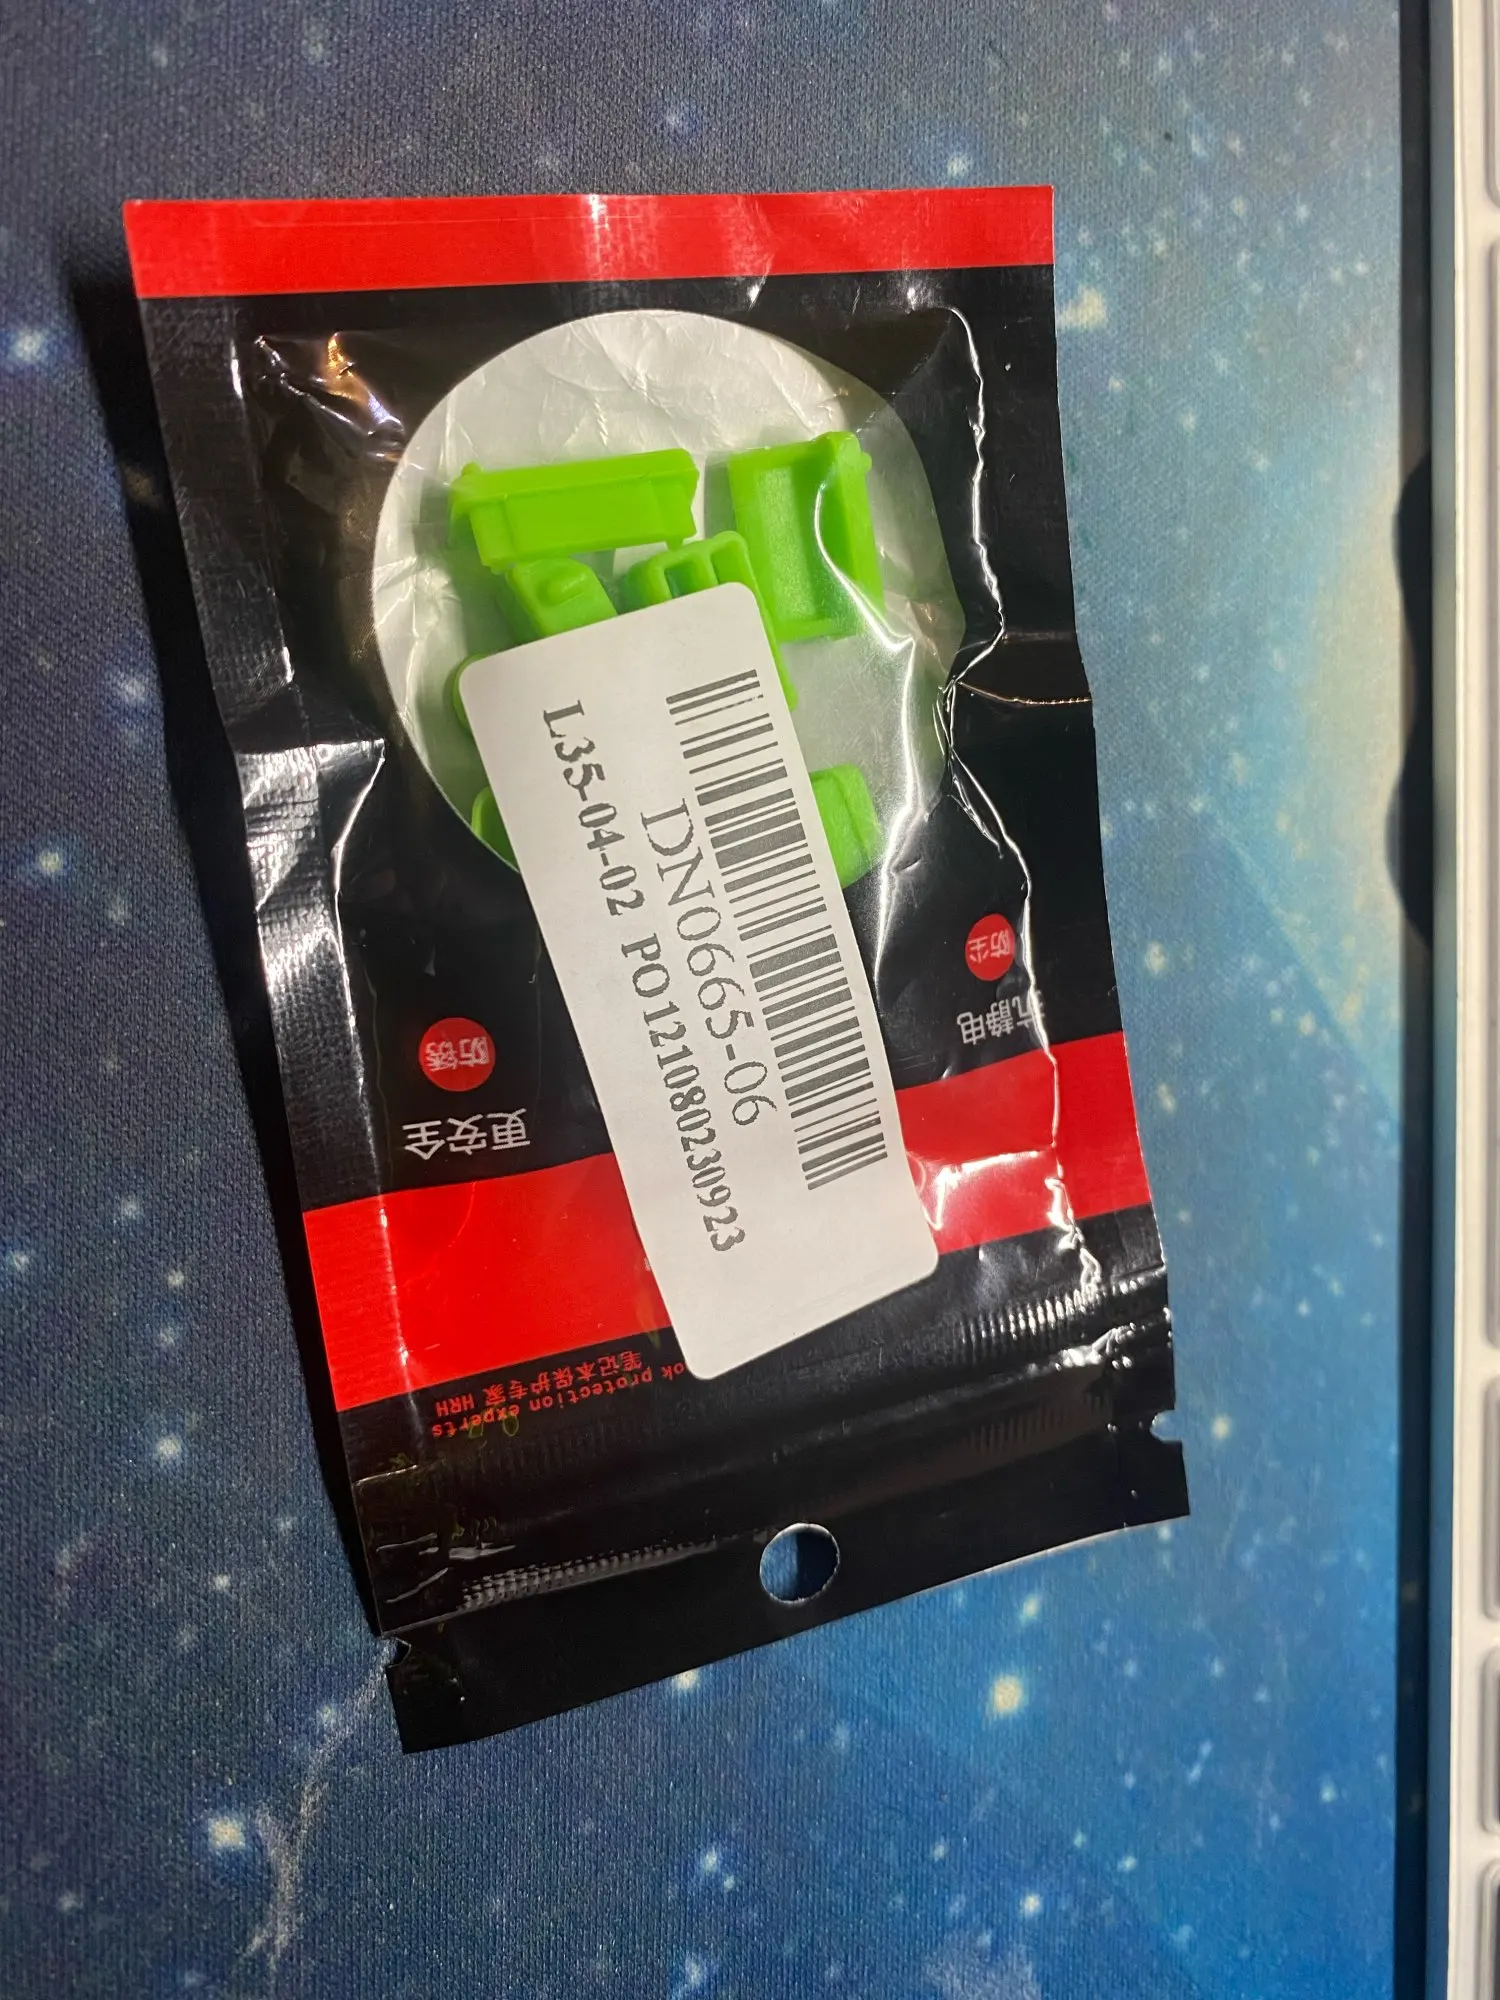 DN0665-06
L35-04-02 PO1210802309​23
防尘
抗静电
防锈
更安全
ok protection experts
笔记本保护专家 HRH